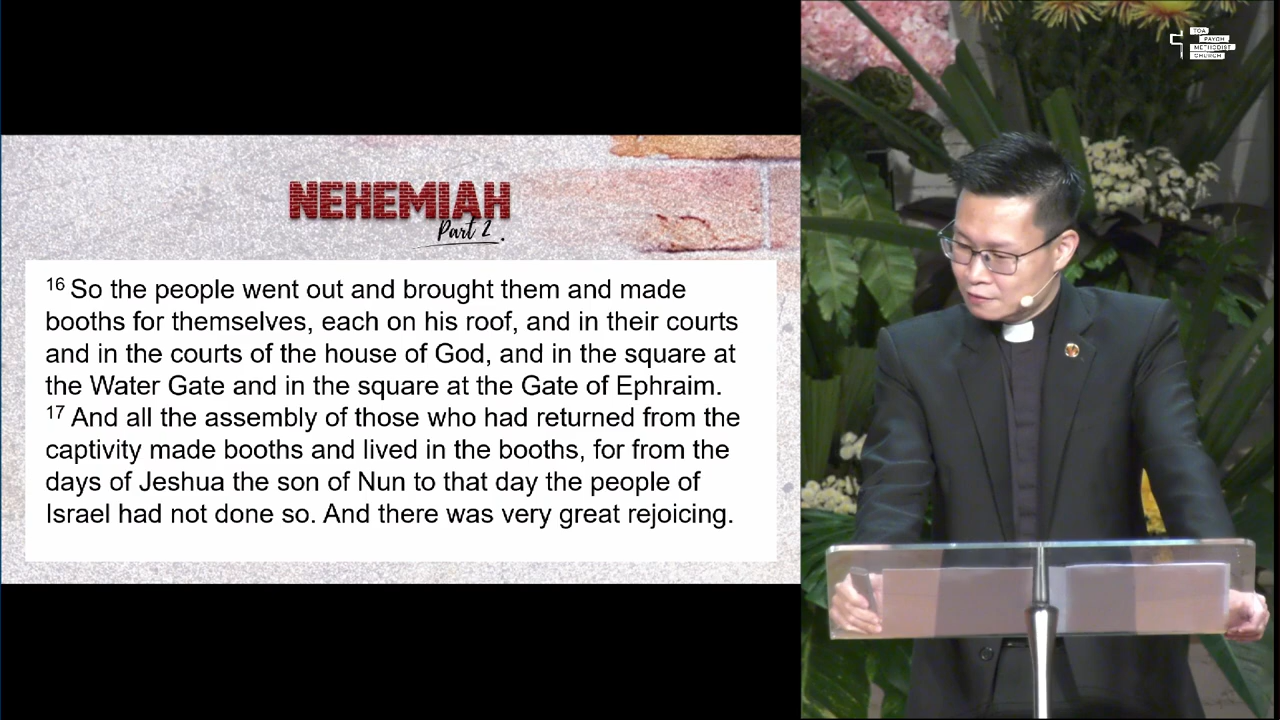 NEHEMIAH
Part 2.
16 So the people went out and brought them and made
booths for themselves, each on his roof, and in their courts
and in the courts of the house of God, and in the square at
the Water Gate and in the square at the Gate of Ephraim.
17 And all the assembly of those who had returned from the
captivity made booths and lived in the booths, for from the
days of Jeshua the son of Nun to that day the people of
Israel had not done so. And there was very great rejoicing.
TOA
PAYOH
METHODIST
CHURCH